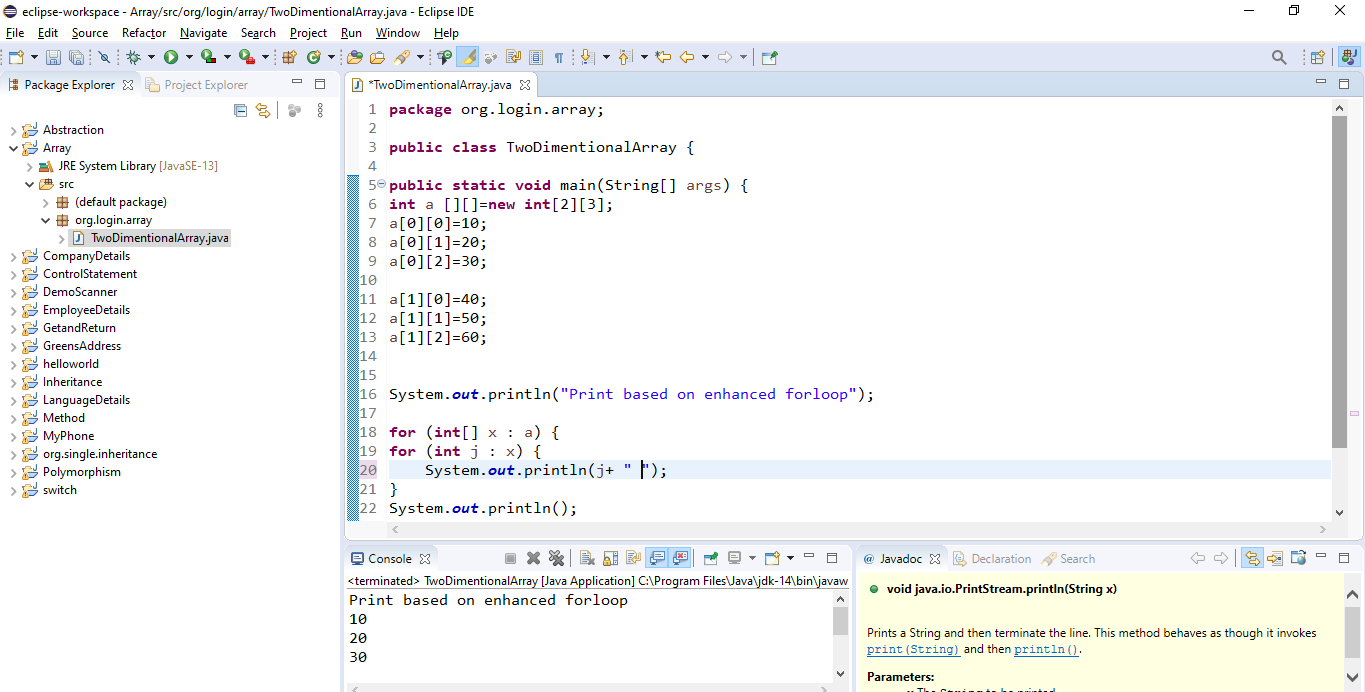 eclipse-workspace - Array/src/org/login/array/TwoDimentionalArray.java - Eclipse IDE
File Edit Source Refactor Navigate Search Project Run Window Help
Package Explorer Project Explorer
Abstraction
Array
JRE System Library [JavaSE-13]
src
(default package)
org.login.array
TwoDimentionalArray.java
CompanyDetails
ControlStatement
DemoScanner
EmployeeDetails
GetandReturn
GreensAddress
helloworld
Inheritance
LanguageDetails
Method
MyPhone
org.single.inheritance
Polymorphism
switch
*TwoDimentionalArray.java
1 package org.login.array;
2
3 public class TwoDimentionalArray {
4
5 public static void main(String[] args) {
6 int a [][]=new int[2][3];
7 a[0][0]=10;
8 a[0][1]=20;
9 a[0][2]=30;
10
11 a[1][0]=40;
12 a[1][1]=50;
13 a[1][2]=60;
14
15
16 System.out.println("Print based on enhanced forloop");
17
18 for (int[] x : a) {
19 for (int j : x) {
20 System.out.println(j+ " ");
21 }
22 System.out.println();
Console
<terminated> TwoDimentionalArray [Java Application] C:\Program Files\Java\jdk-14\bin\javaw
Print based on enhanced forloop
10
20
30
@ Javadoc Declaration Search
void java.io.PrintStream.println(String x)
Prints a String and then terminate the line. This method behaves as though it invokes
print(String) and then println().
Parameters:
x The String to be printed